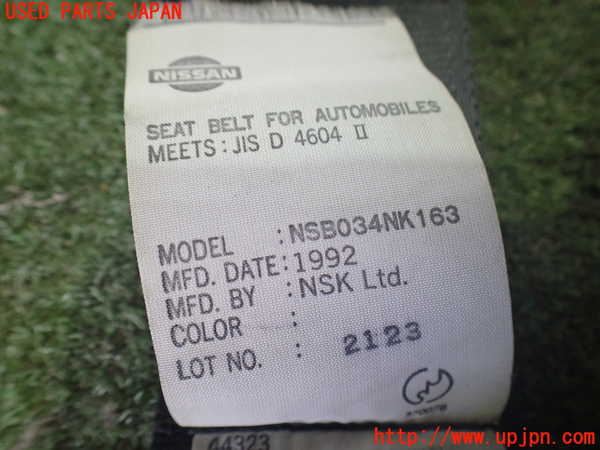 USED PARTS JAPAN
NISSAN
SEAT BELT FOR AUTOMOBILES
MEETS : JIS D 4604 II
MODEL : NSB034NK163
MFD. DATE : 1992
MFD. BY : NSK Ltd.
COLOR :
LOT NO. : 2123
44323
http://www.upjpn.com/